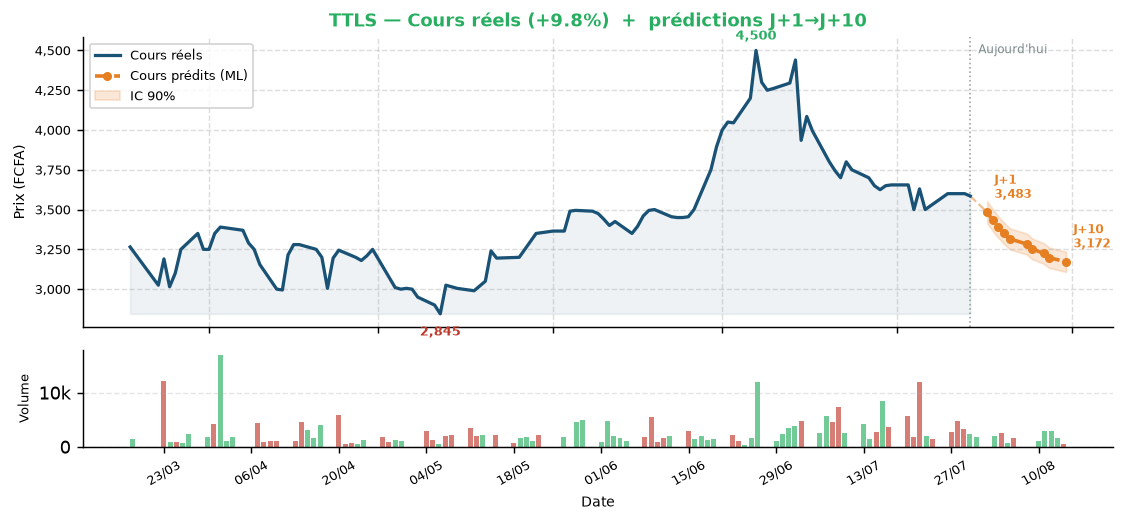 TTLS — Cours réels (+9.8%)  +  prédictions J+1→J+10
4,500
Aujourd'hui
Cours réels
Cours prédits (ML)
IC 90%
4,500
4,250
4,000
3,750
3,500
3,250
3,000
Prix (FCFA)
J+1
3,483
J+10
3,172
2,845
10k
0
Volume
23/03
06/04
20/04
04/05
18/05
01/06
15/06
29/06
13/07
27/07
10/08
Date